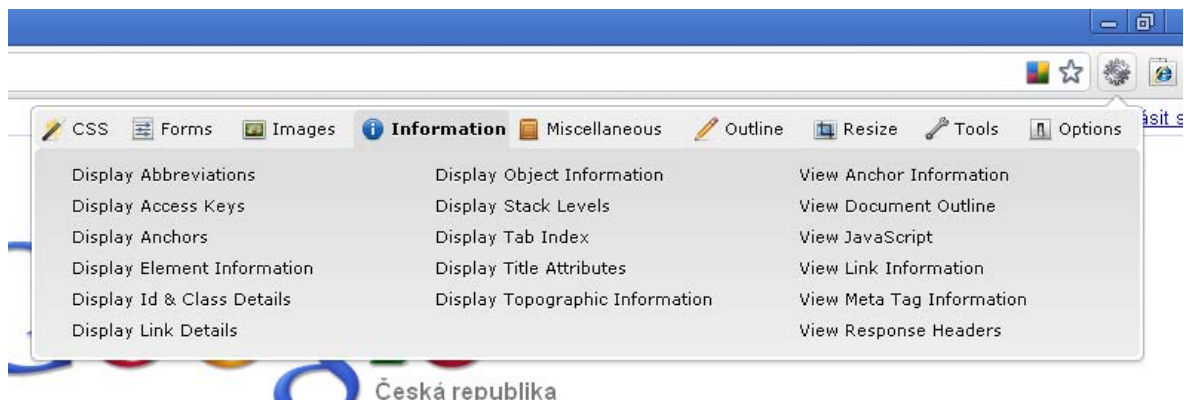 CSS Forms Images Information Miscellaneous Outline Resize Tools Options
ásit s
Display Abbreviations
Display Access Keys
Display Anchors
Display Element Information
Display Id & Class Details
Display Link Details
Display Object Information
Display Stack Levels
Display Tab Index
Display Title Attributes
Display Topographic Information
View Anchor Information
View Document Outline
View JavaScript
View Link Information
View Meta Tag Information
View Response Headers
Česká republika